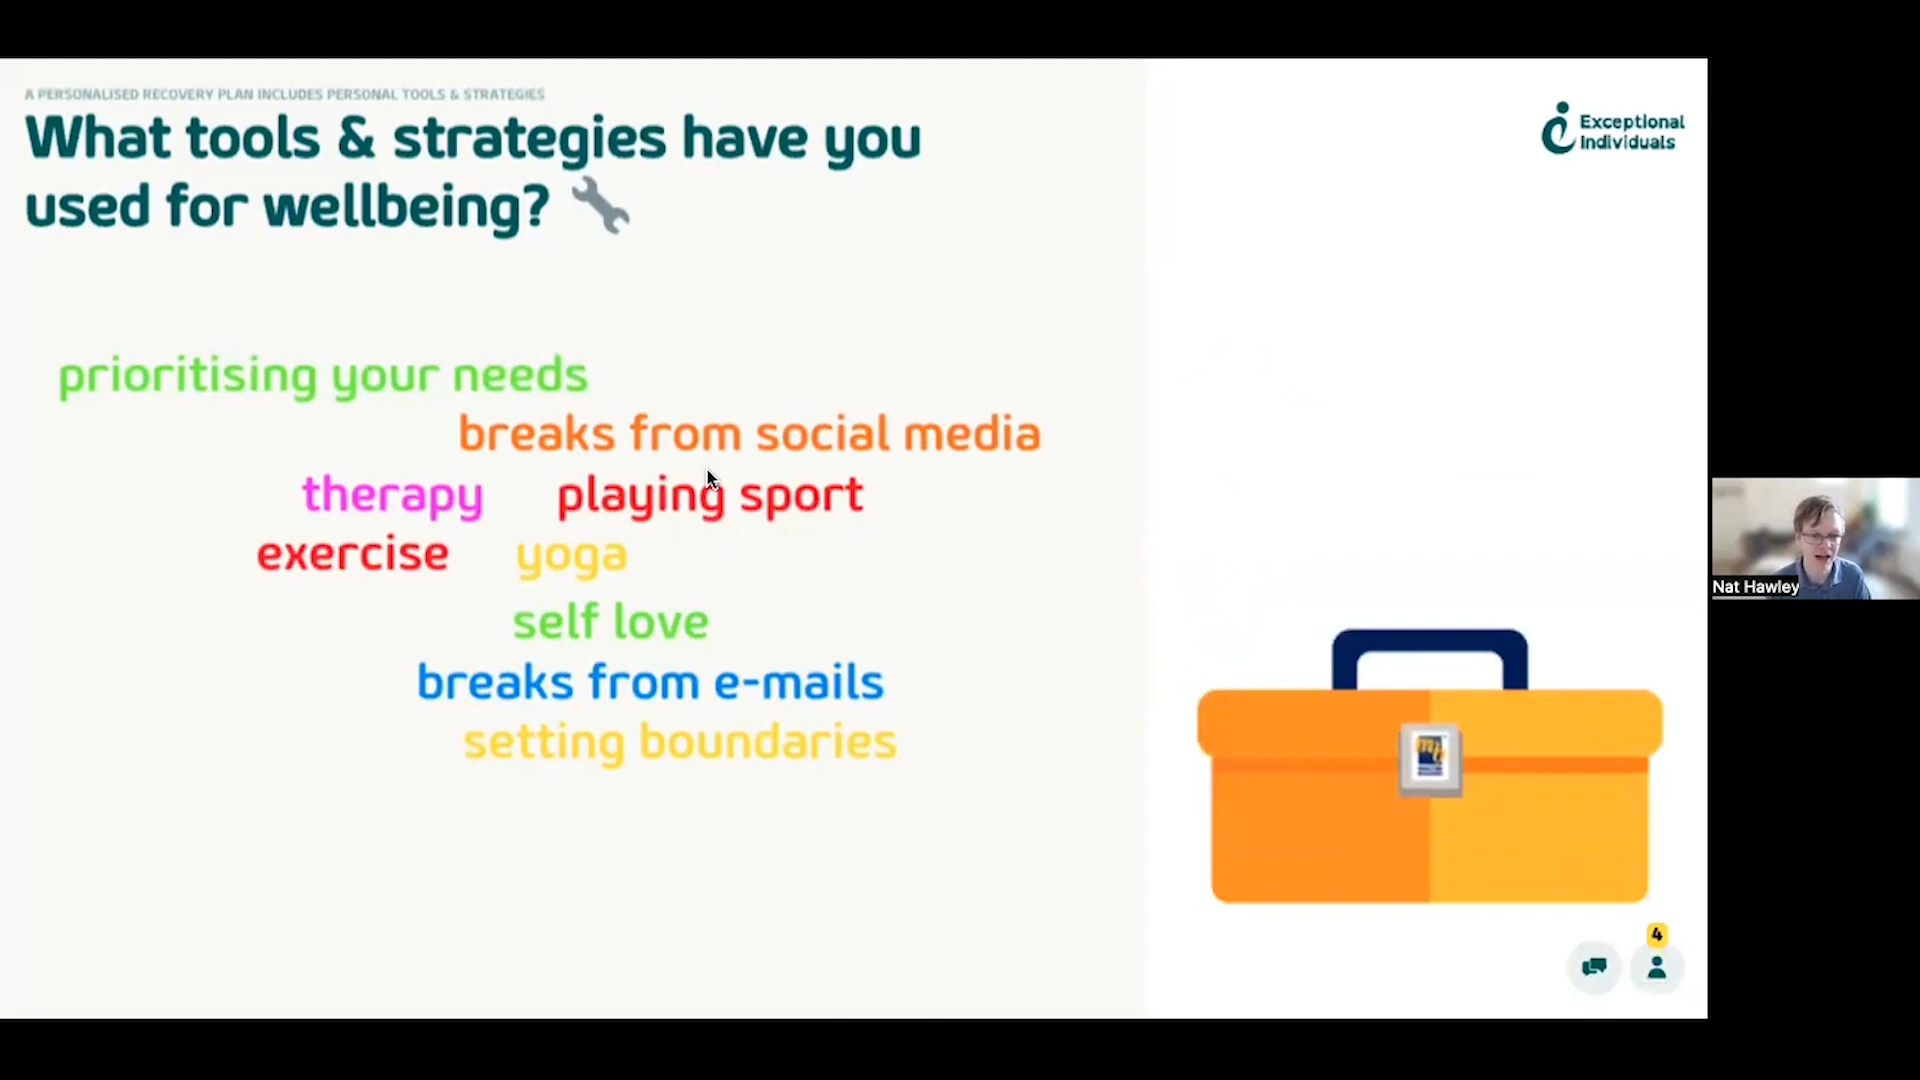 A PERSONALISED RECOVERY PLAN INCLUDES PERSONAL TOOLS & STRATEGIES
What tools & strategies have you
used for wellbeing?
Exceptional
Individuals
prioritising your needs
breaks from social media
therapy playing sport
exercise yoga
self love
breaks from e-mails
setting boundaries
Nat Hawley
4